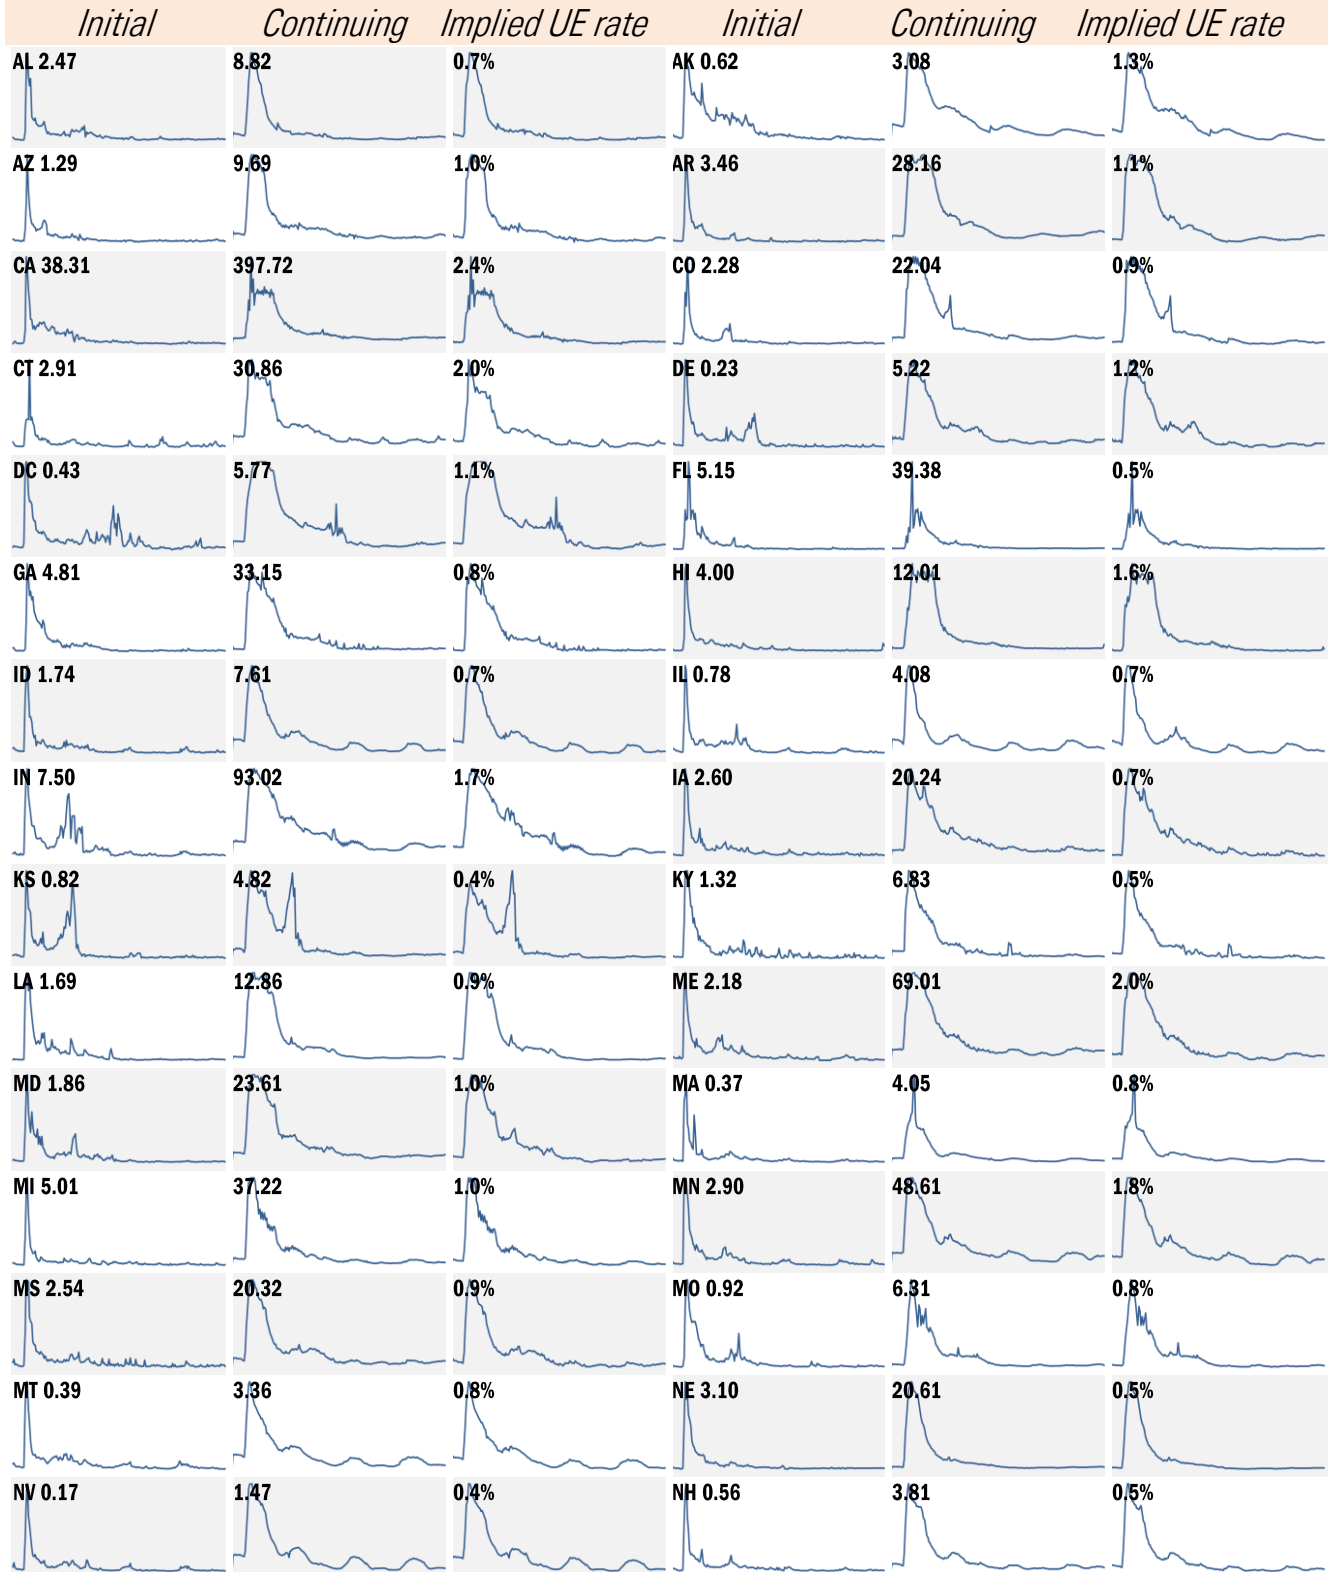 Initial Continuing Implied UE rate Initial Continuing Implied UE rate
AL 2.47 8.82 0.7% AK 0.62 3.08 1.3%
AZ 1.29 9.69 1.0% AR 3.46 28.16 1.1%
CA 38.31 397.72 2.4% CO 2.28 22.04 0.9%
CT 2.91 30.86 2.0% DE 0.23 5.22 1.2%
DC 0.43 5.77 1.1% FL 5.15 39.38 0.5%
GA 4.81 33.15 0.8% HI 4.00 12.01 1.6%
ID 1.74 7.61 0.7% IL 0.78 4.08 0.7%
IN 7.50 93.02 1.7% IA 2.60 20.24 0.7%
KS 0.82 4.82 0.4% KY 1.32 6.83 0.5%
LA 1.69 12.86 0.9% ME 2.18 69.01 2.0%
MD 1.86 23.61 1.0% MA 0.37 4.05 0.8%
MI 5.01 37.22 1.0% MN 2.90 48.61 1.8%
MS 2.54 20.32 0.9% MO 0.92 6.31 0.8%
MT 0.39 3.36 0.8% NE 3.10 20.61 0.5%
NV 0.17 1.47 0.4% NH 0.56 3.81 0.5%